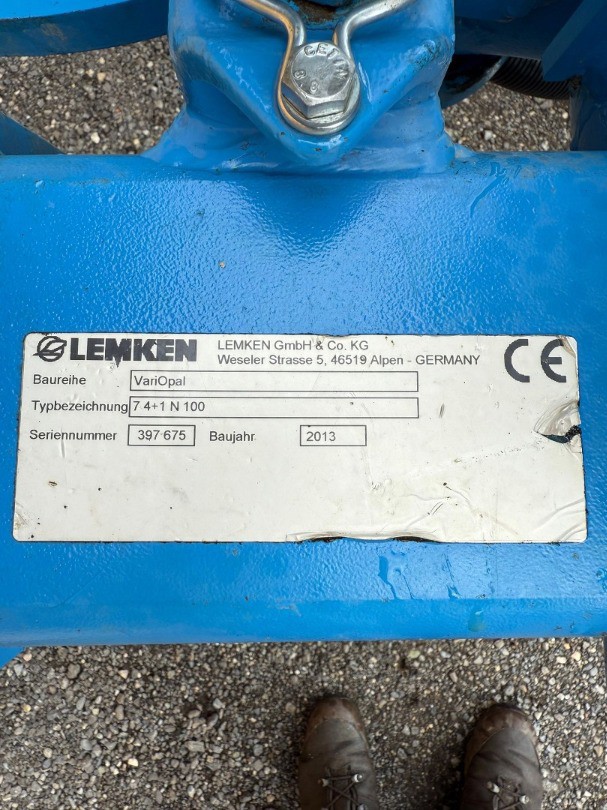 LEMKEN
LEMKEN GmbH & Co. KG
Weseler Strasse 5, 46519 Alpen - GERMANY
CE
Baureihe VariOpal
Typbezeichnung 7 4+1 N 100
Seriennummer 397 675 Baujahr 2013